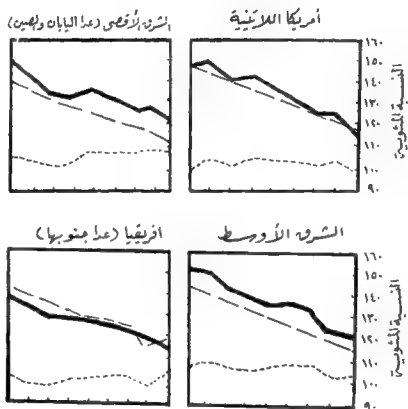 أمريكا اللاتينية
الشرق الأقصى (عدا اليابان والصين)
النسبة المئوية
١٦٠
١٥٠
١٤٠
١٣٠
١٢٠
١١٠
١٠٠
٩٠
الشرق الأوسط
افريقيا (عدا جنوبها)
النسبة المئوية
١٦٠
١٥٠
١٤٠
١٣٠
١٢٠
١١٠
١٠٠
٩٠